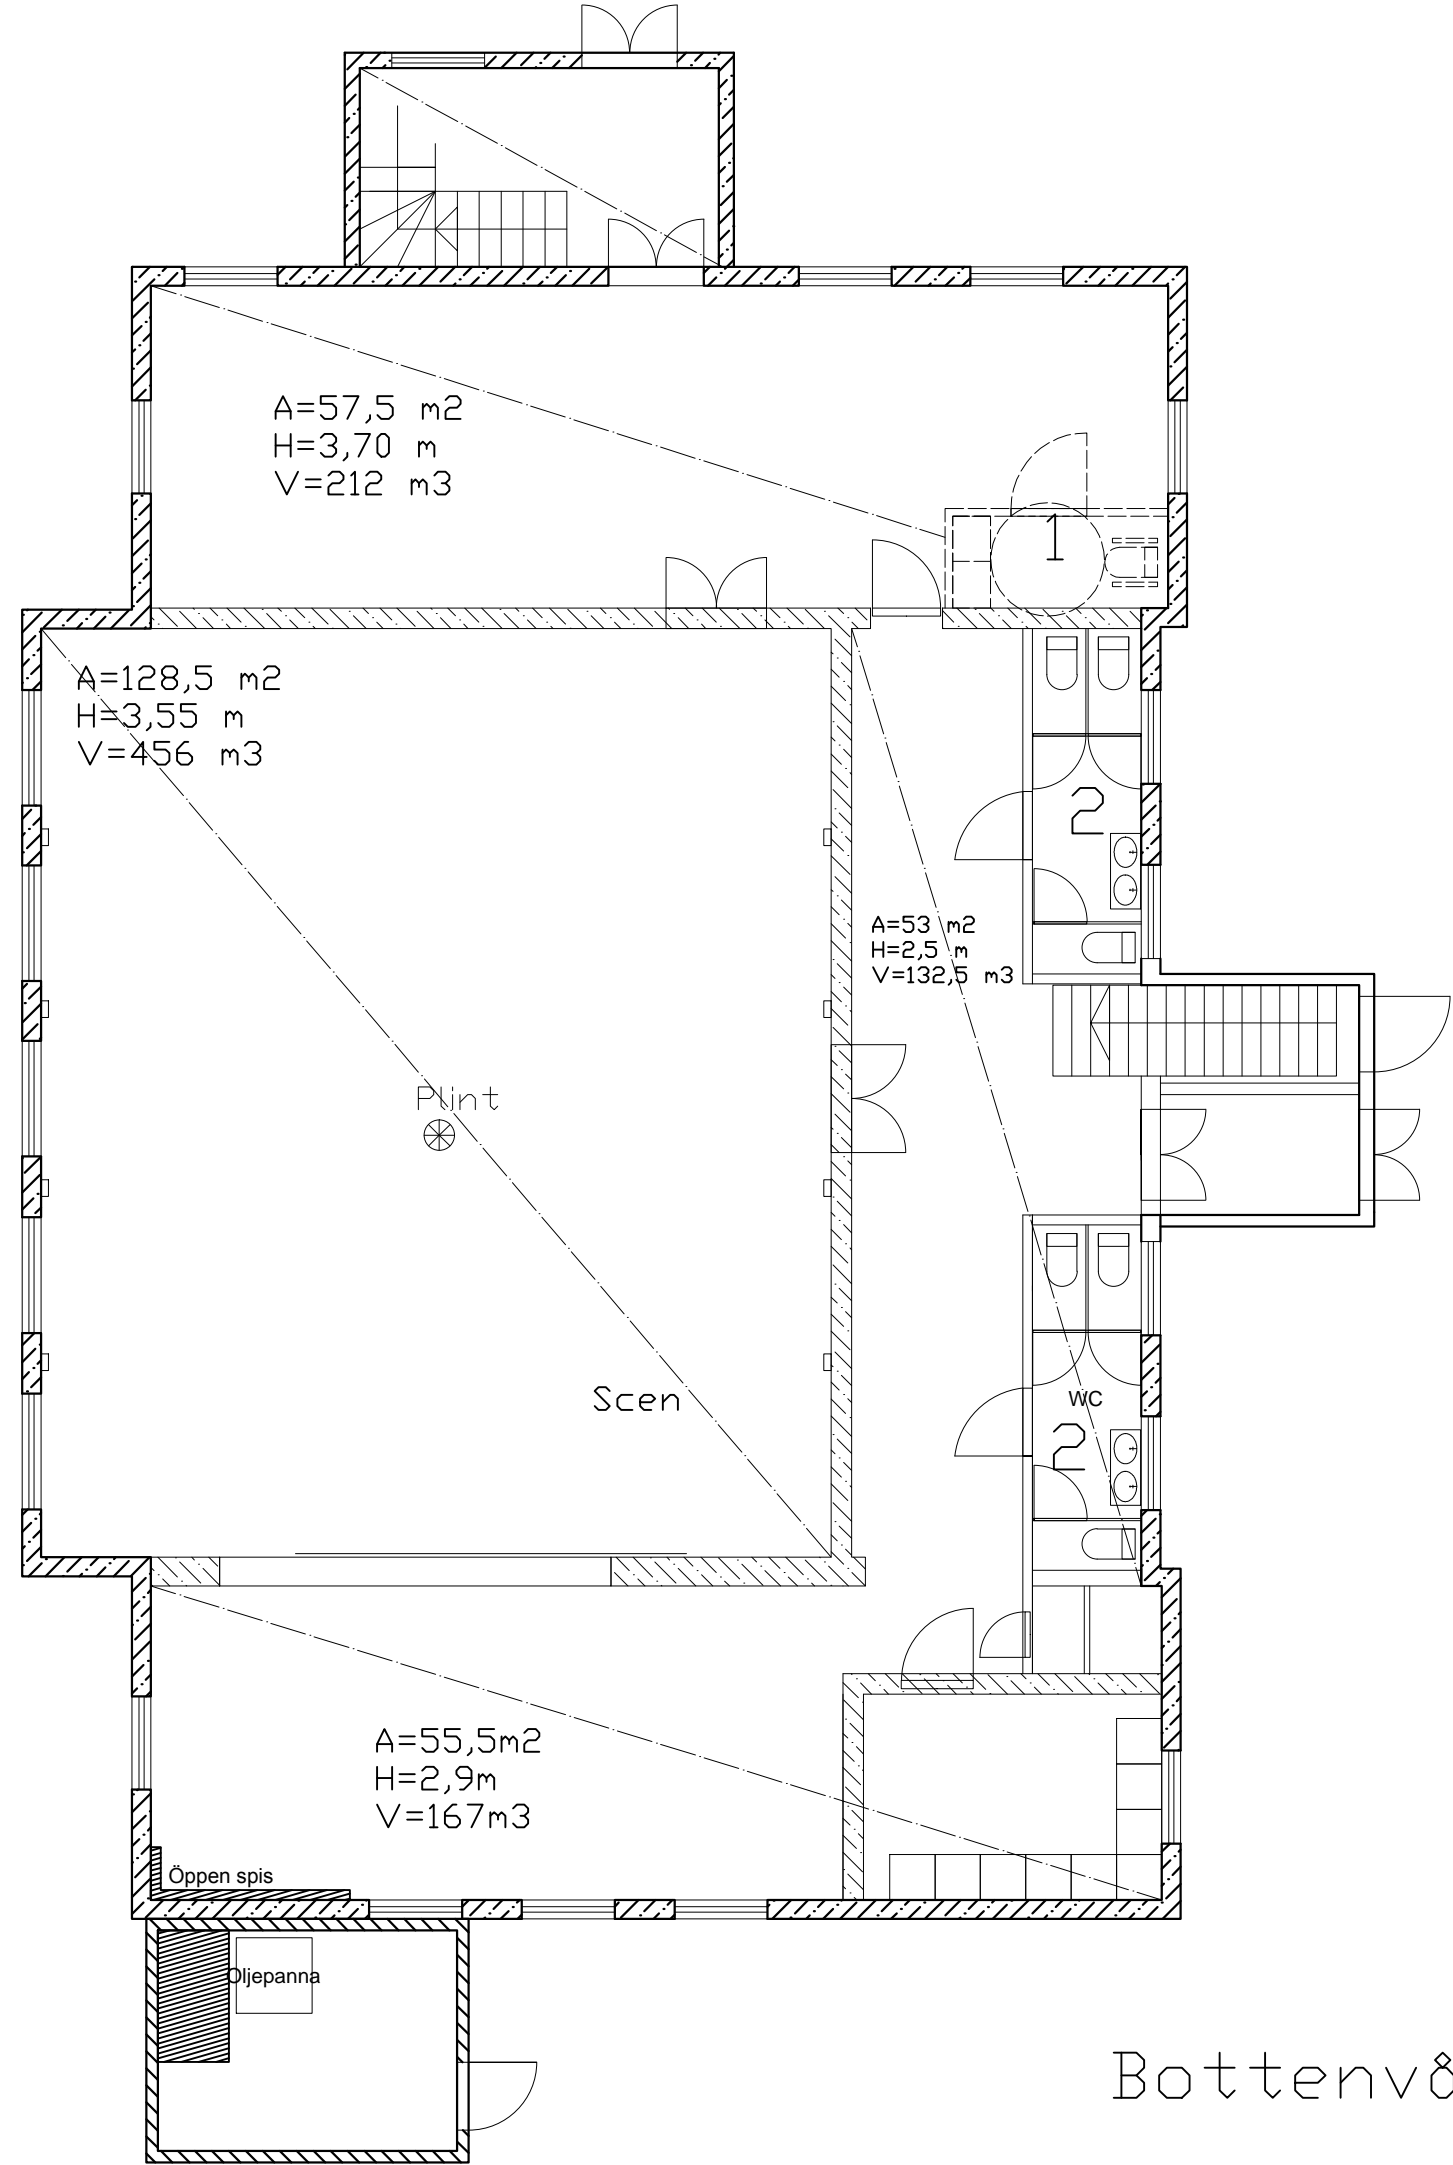 A=57,5 m2
H=3,70 m
V=212 m3
1
A=128,5 m2
H=3,55 m
V=456 m3
2
A=53 m2
H=2,5 m
V=132,5 m3
Plint
Scen
WC
2
A=55,5m2
H=2,9m
V=167m3
Öppen spis
Oljepanna
Bottenvå